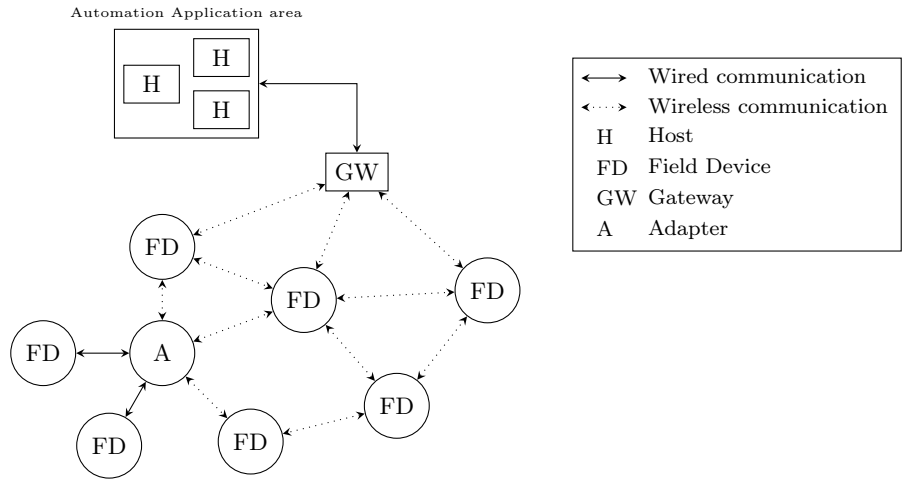 Automation Application area
H
H
H
GW
FD
FD
FD
FD
A
FD
FD
FD
Wired communication
Wireless communication
H Host
FD Field Device
GW Gateway
A Adapter